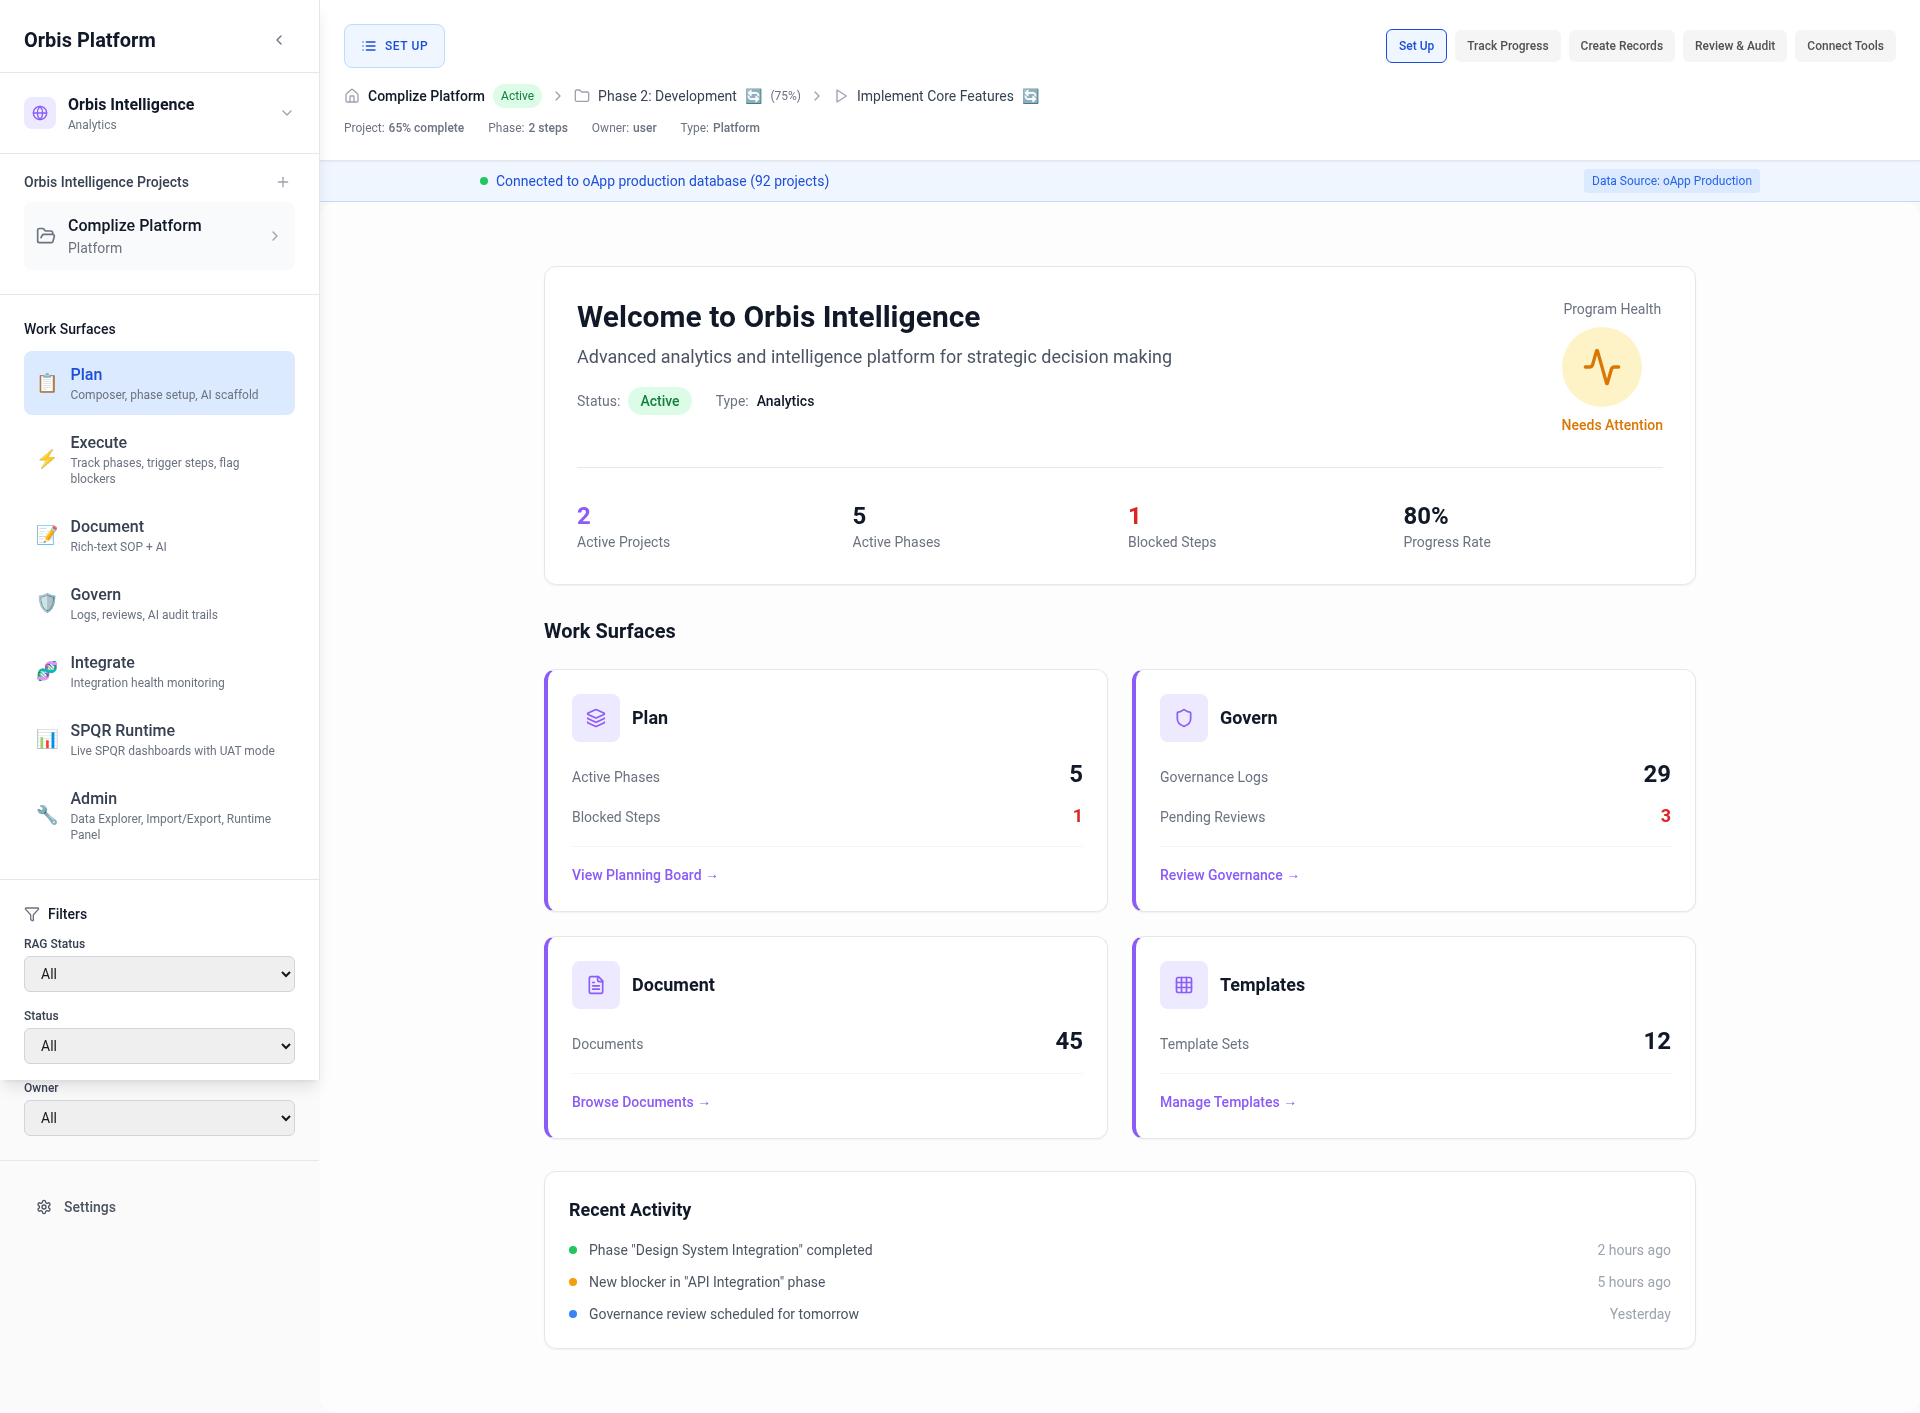 Orbis Platform
Orbis Intelligence
Analytics
Orbis Intelligence Projects
Complize Platform
Platform
Work Surfaces
Plan
Composer, phase setup, AI scaffold
Execute
Track phases, trigger steps, flag
blockers
Document
Rich-text SOP + AI
Govern
Logs, reviews, AI audit trails
Integrate
Integration health monitoring
SPQR Runtime
Live SPQR dashboards with UAT mode
Admin
Data Explorer, Import/Export, Runtime
Panel
Filters
RAG Status
All
Status
All
Owner
All
Settings
SET UP
Set Up Track Progress Create Records Review & Audit Connect Tools
Complize Platform Active Phase 2: Development (75%) Implement Core Features
Project: 65% complete Phase: 2 steps Owner: user Type: Platform
Connected to oApp production database (92 projects) Data Source: oApp Production
Welcome to Orbis Intelligence
Advanced analytics and intelligence platform for strategic decision making
Status: Active Type: Analytics
Program Health
Needs Attention
2 5 1 80%
Active Projects Active Phases Blocked Steps Progress Rate
Work Surfaces
Plan
Active Phases 5
Blocked Steps 1
View Planning Board →
Govern
Governance Logs 29
Pending Reviews 3
Review Governance →
Document
Documents 45
Browse Documents →
Templates
Template Sets 12
Manage Templates →
Recent Activity
Phase "Design System Integration" completed 2 hours ago
New blocker in "API Integration" phase 5 hours ago
Governance review scheduled for tomorrow Yesterday